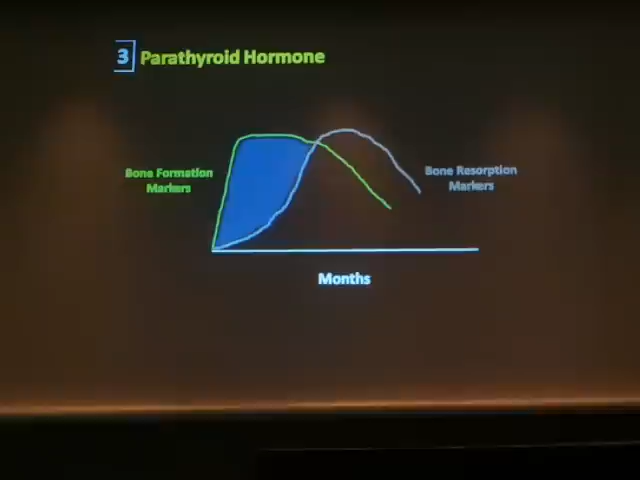 3 Parathyroid Hormone
Bone Formation
Markers
Bone Resorption
Markers
Months